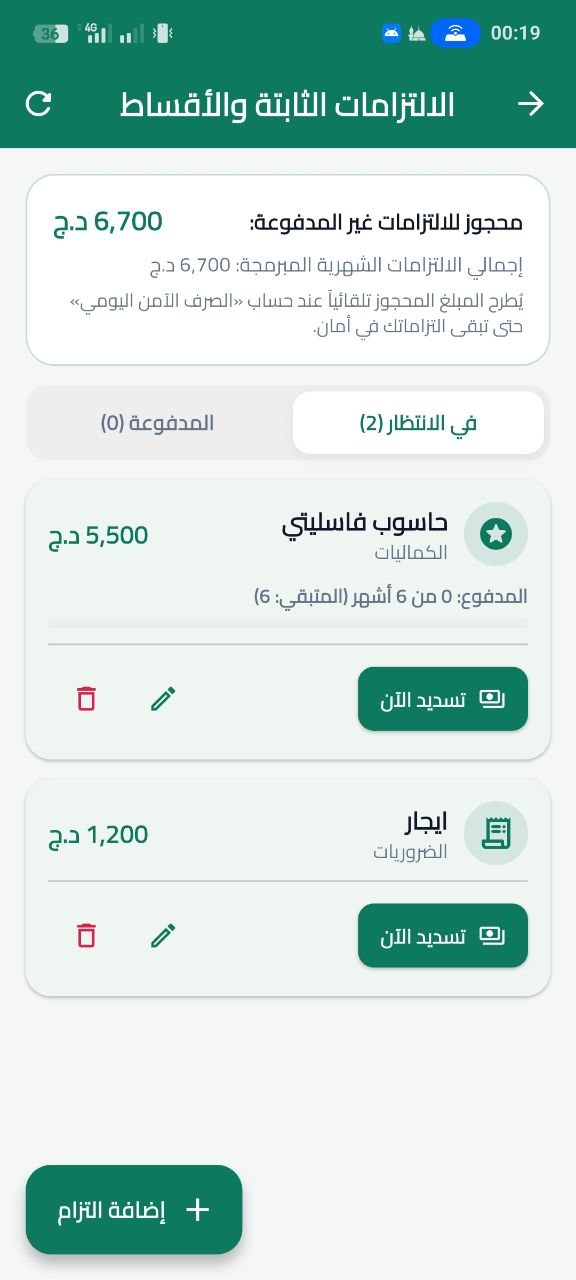 36
4G
00:19
الالتزامات الثابتة والأقساط
محجوز للالتزامات غير المدفوعة:
6,700 د.ج
إجمالي الالتزامات الشهرية المبرمجة: 6,700 د.ج
يُطرح المبلغ المحجوز تلقائياً عند حساب «الصرف الآمن اليومي»
حتى تبقى التزاماتك في أمان.
في الانتظار (2)
المدفوعة (0)
حاسوب فاسليتي
5,500 د.ج
الكماليات
المدفوع: 0 من 6 أشهر (المتبقي: 6)
تسديد الآن
ايجار
1,200 د.ج
الضروريات
تسديد الآن
إضافة التزام